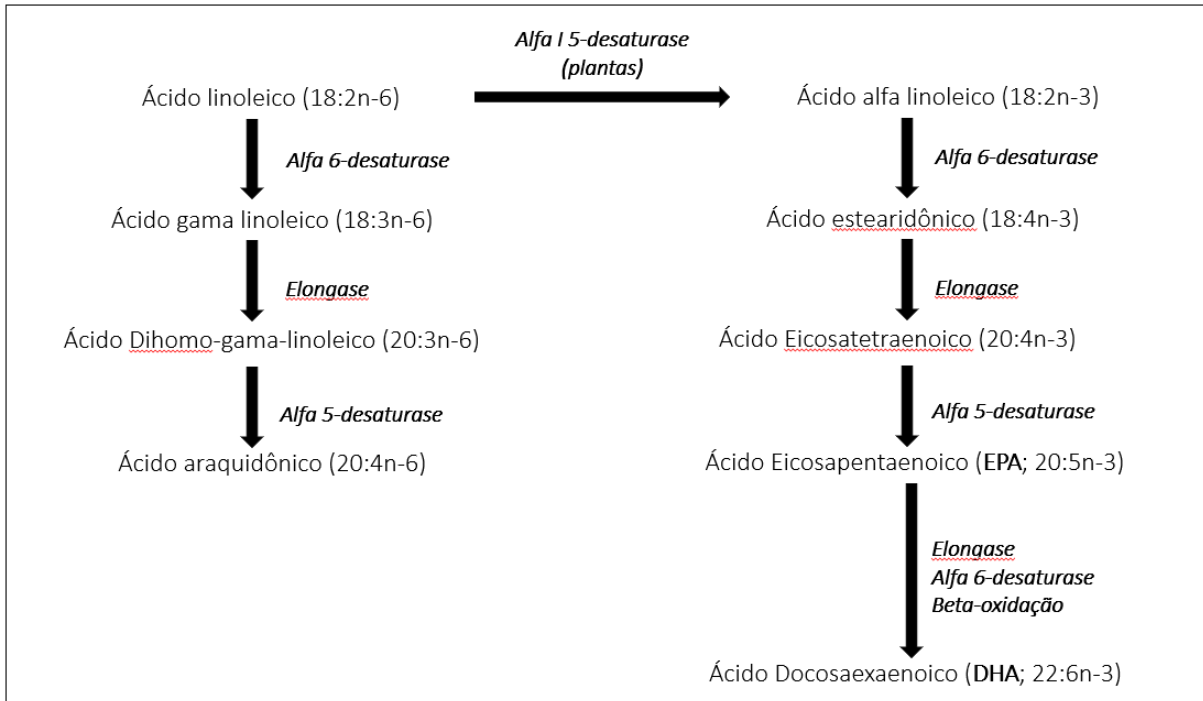 Alfa I 5-desaturase
(plantas)
Ácido linoleico (18:2n-6)
Ácido alfa linoleico (18:2n-3)
Alfa 6-desaturase
Alfa 6-desaturase
Ácido gama linoleico (18:3n-6)
Ácido estearidônico (18:4n-3)
Elongase
Elongase
Ácido Dihomo-gama-linoleico (20:3n-6)
Ácido Eicosatetraenoico (20:4n-3)
Alfa 5-desaturase
Alfa 5-desaturase
Ácido araquidônico (20:4n-6)
Ácido Eicosapentaenoico (EPA; 20:5n-3)
Elongase
Alfa 6-desaturase
Beta-oxidação
Ácido Docosaexaenoico (DHA; 22:6n-3)